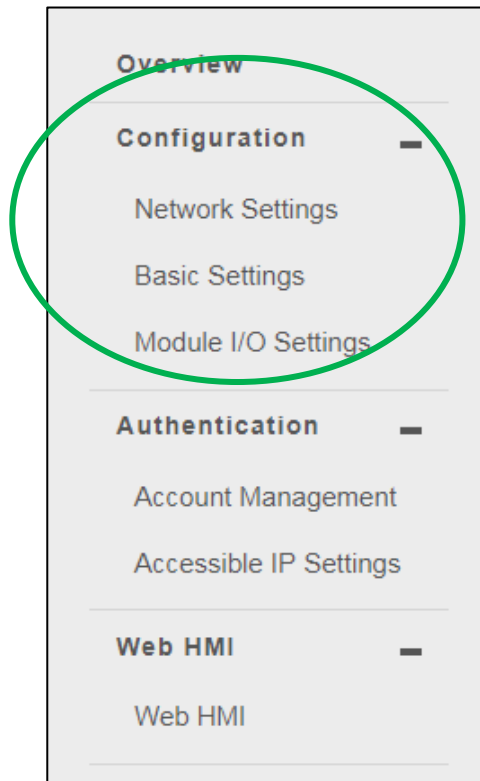 Overview
Configuration
Network Settings
Basic Settings
Module I/O Settings
Authentication
Account Management
Accessible IP Settings
Web HMI
Web HMI